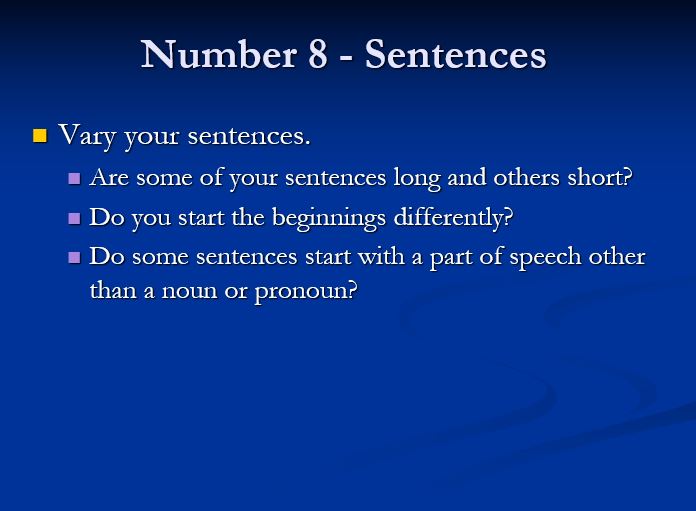 Number 8 - Sentences
Vary your sentences.
Are some of your sentences long and others short?
Do you start the beginnings differently?
Do some sentences start with a part of speech other
than a noun or pronoun?